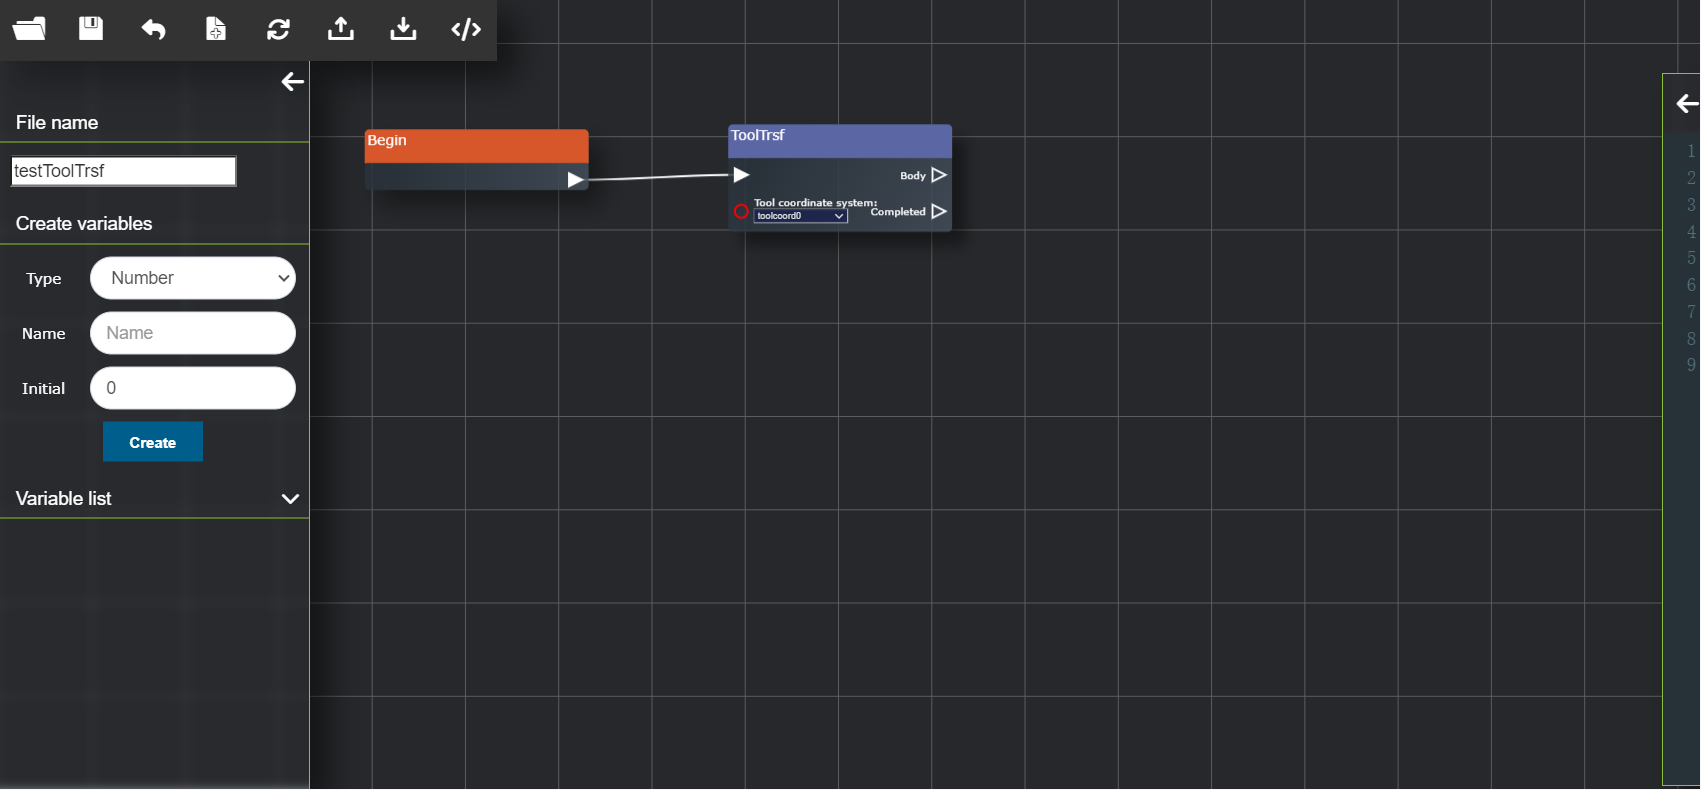 File name
testToolTrsf
Create variables
Type
Number
Name
Name
Initial
0
Create
Variable list
Begin
ToolTrsf
Body
Tool coordinate system:
toolcoord0
Completed
1
2
3
4
5
6
7
8
9